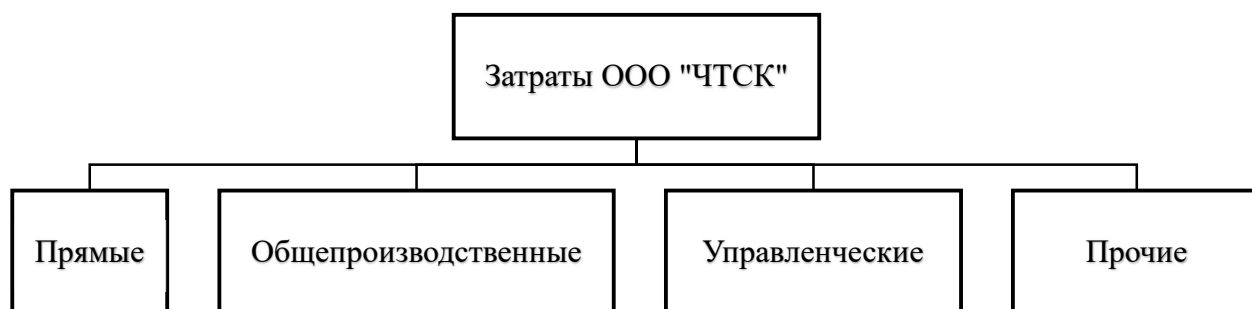 Затраты ООО "ЧТСК"
Прямые
Общепроизводственные
Управленческие
Прочие